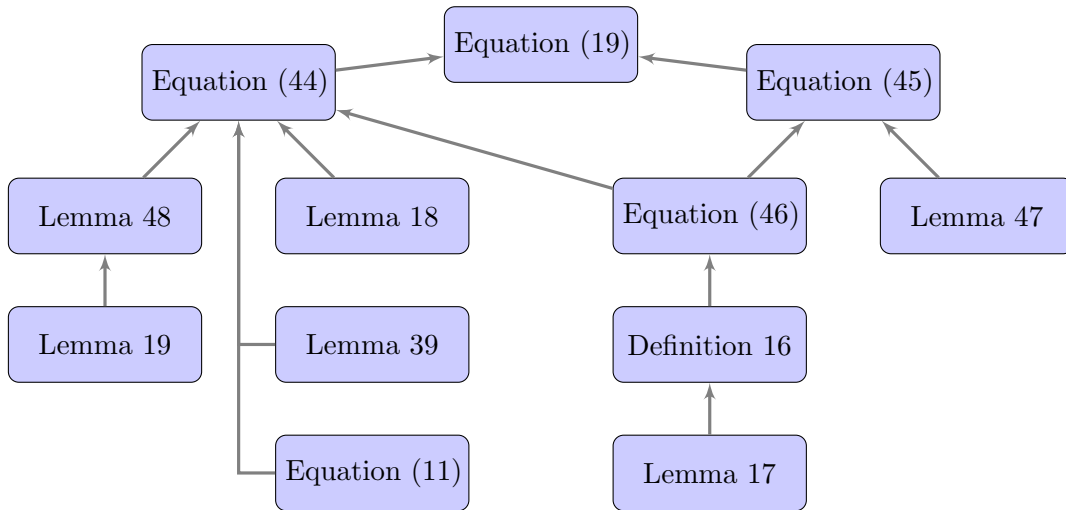 Equation (19)
Equation (44)
Equation (45)
Lemma 48
Lemma 18
Equation (46)
Lemma 47
Lemma 19
Lemma 39
Definition 16
Equation (11)
Lemma 17